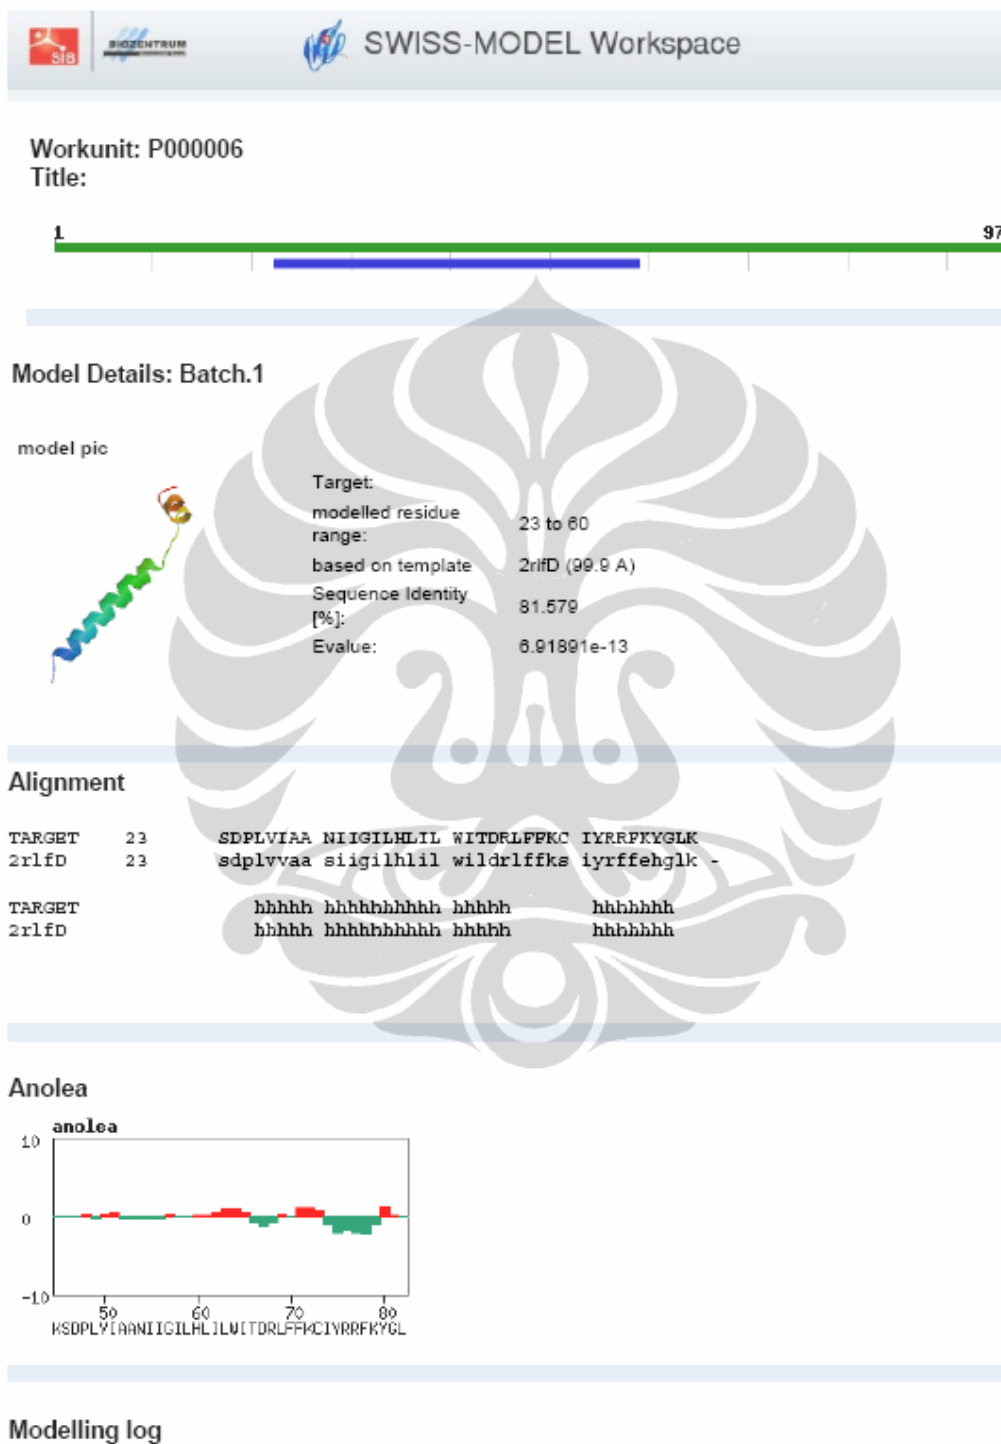 SIB
BIOZENTRUM
SWISS-MODEL Workspace
Workunit: P000006
Title:
1 97
Model Details: Batch.1
model pic
Target:
modelled residue range: 23 to 60
based on template 2rlfD (99.9 A)
Sequence Identity [%]: 81.579
Evalue: 6.91891e-13
Alignment
TARGET 23 SDPLVIAA NIIGILHLIL WITDRLFFKC IYRRFKYGLK
2rlfD 23 sdplvvaa siigilhlil wildrlffks iyrffehglk -
TARGET hhhhh hhhhhhhhhh hhhhh hhhhhhh
2rlfD hhhhh hhhhhhhhhh hhhhh hhhhhhh
Anolea
anolea
10
0
-10
50 60 70 80
KSDPLVIAANIIGILHLILWITDRLFFKCIYRRFKYGL
Modelling log